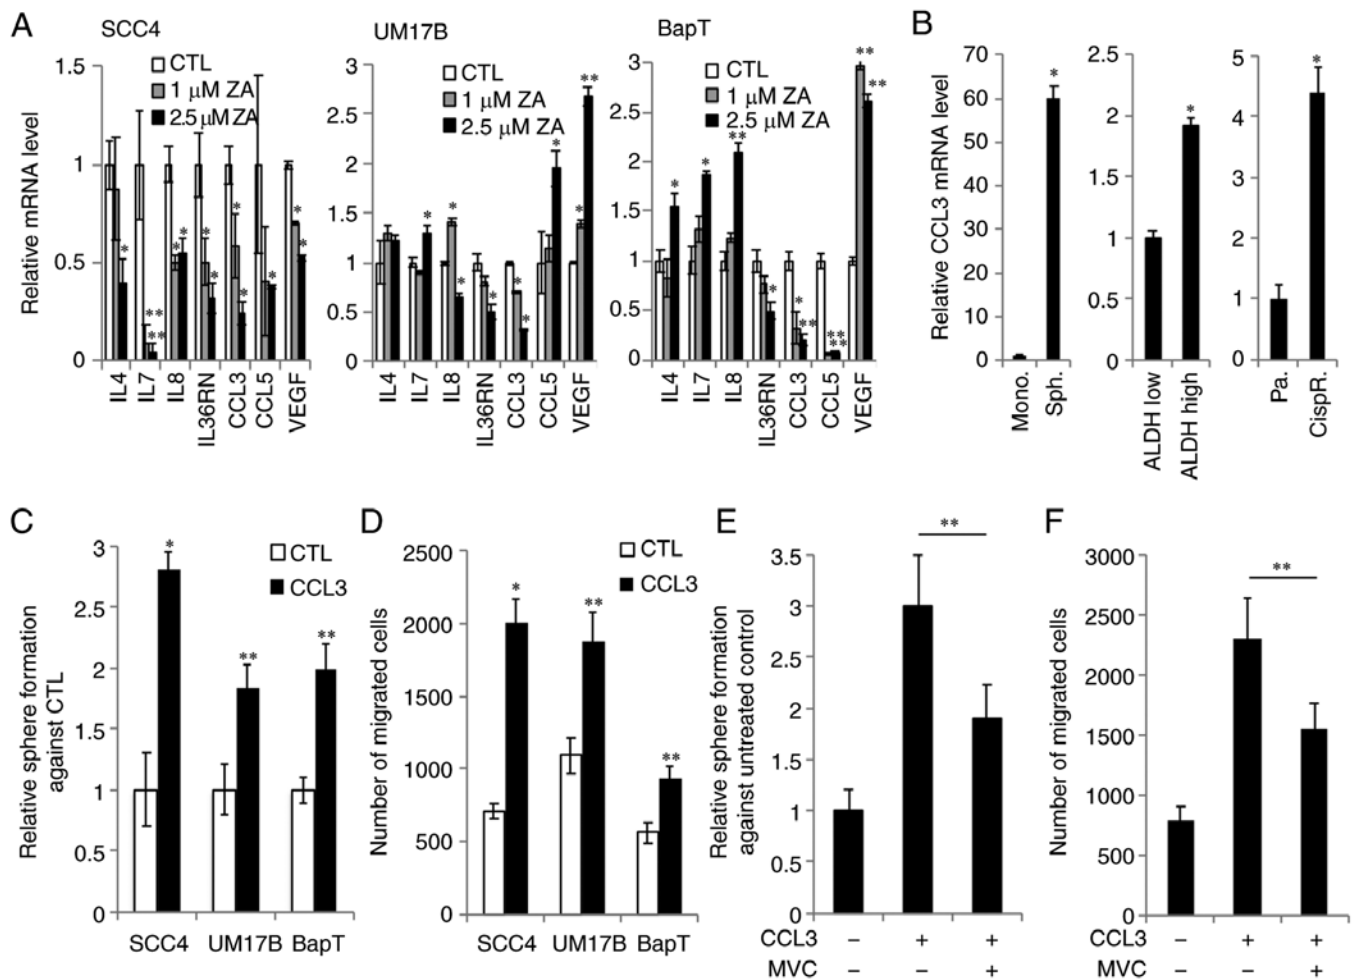 A
SCC4
Relative mRNA level
1.5
1
0.5
0
CTL
1 µM ZA
2.5 µM ZA
* ** ** * * * * * * * * *
IL4 IL7 IL8 IL36RN CCL3 CCL5 VEGF
UM17B
3
2.5
2
1.5
1
0.5
0
CTL
1 µM ZA
2.5 µM ZA
* * * * * * * * **
IL4 IL7 IL8 IL36RN CCL3 CCL5 VEGF
BapT
3
2.5
2
1.5
1
0.5
0
CTL
1 µM ZA
2.5 µM ZA
* * ** * * ** ** ** ** **
IL4 IL7 IL8 IL36RN CCL3 CCL5 VEGF
B
Relative CCL3 mRNA level
70
60
50
40
30
20
10
0
*
Mono. Sph.
2.5
2
1.5
1
0.5
0
*
ALDH low ALDH high
5
4
3
2
1
0
*
Pa. CispR.
C
Relative sphere formation
against CTL
3
2.5
2
1.5
1
0.5
0
CTL
CCL3
* ** **
SCC4 UM17B BapT
D
Number of migrated cells
2500
2000
1500
1000
500
0
CTL
CCL3
* ** **
SCC4 UM17B BapT
E
Relative sphere formation
against untreated control
3.5
3
3.5
2
1.5
1
0.5
0
**
CCL3 – + +
MVC – – +
F
Number of migrated cells
3000
2500
2000
1500
1000
500
0
**
CCL3 – + +
MVC – – +